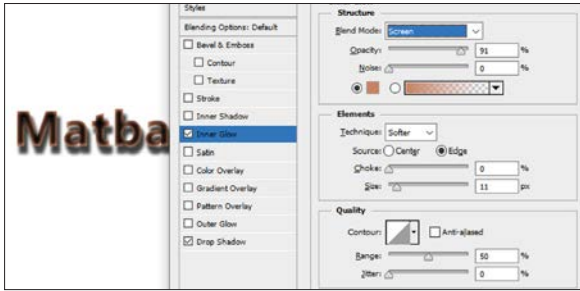 Matba
Styles
Blending Options: Default
Bevel & Emboss
Contour
Texture
Stroke
Inner Shadow
Inner Glow
Satin
Color Overlay
Gradient Overlay
Pattern Overlay
Outer Glow
Drop Shadow
Structure
Blend Mode: Screen
Opacity: 91 %
Noise: 0 %
Elements
Technique: Softer
Source: Center Edge
Choke: 0 %
Size: 11 px
Quality
Contour: Anti-aliased
Range: 50 %
Jitter: 0 %